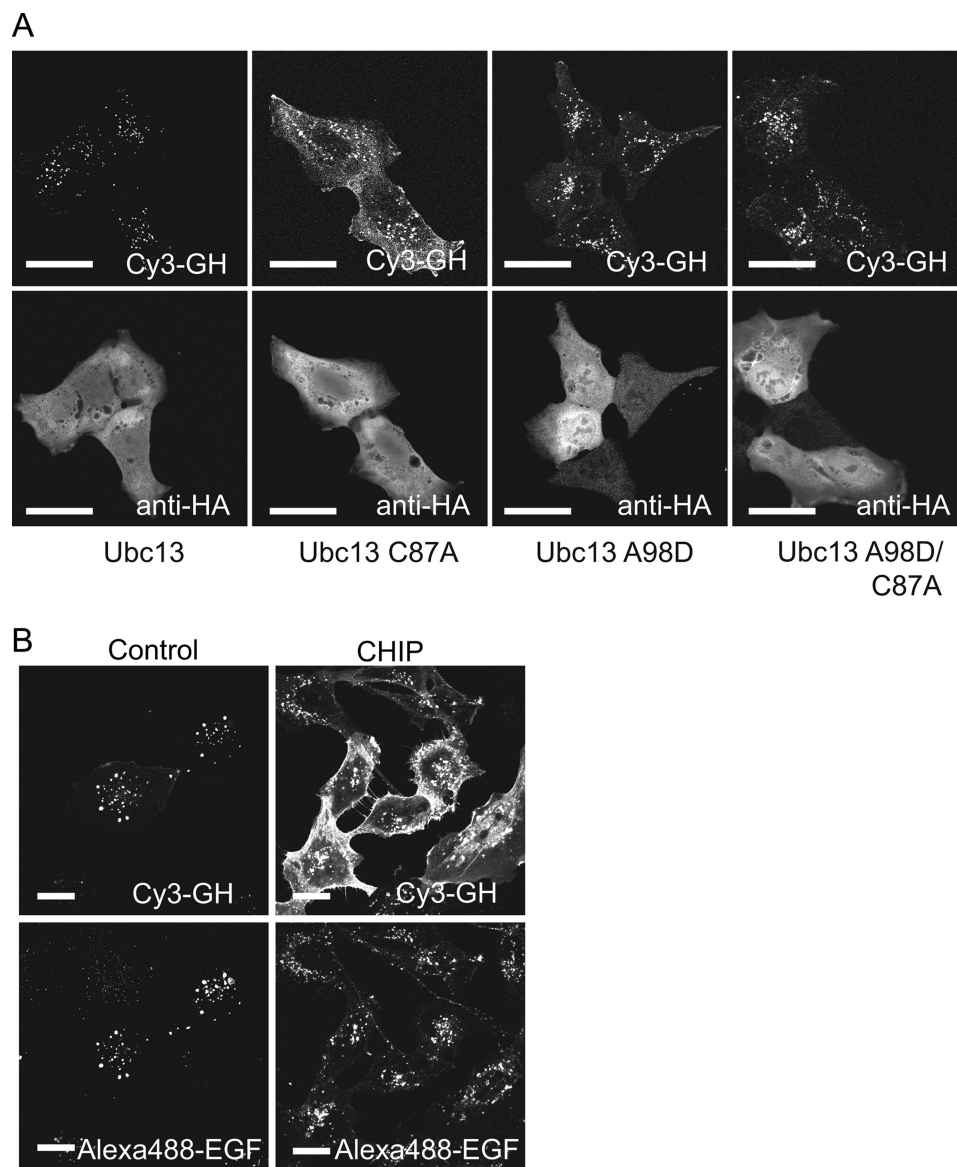 A
Cy3-GH Cy3-GH Cy3-GH Cy3-GH
anti-HA anti-HA anti-HA anti-HA
Ubc13 Ubc13 C87A Ubc13 A98D Ubc13 A98D/
C87A
B
Control CHIP
Cy3-GH Cy3-GH
Alexa488-EGF Alexa488-EGF